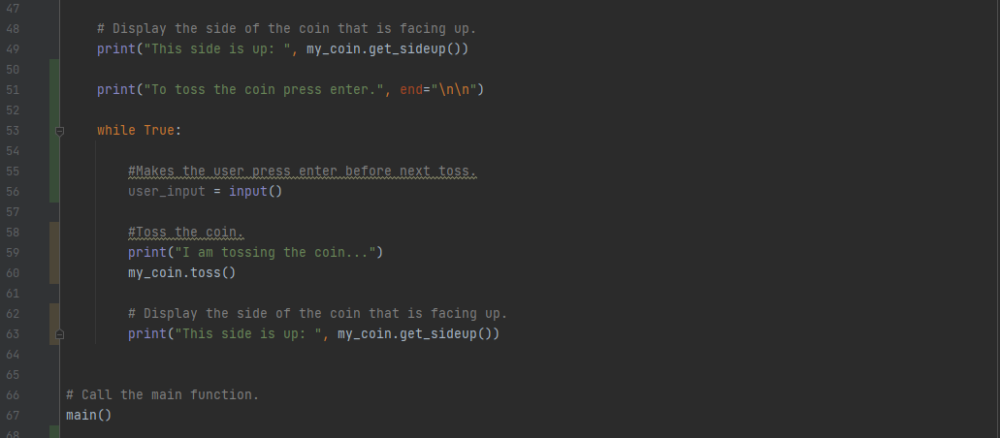 47
48 # Display the side of the coin that is facing up.
49 print("This side is up: ", my_coin.get_sideup())
50
51 print("To toss the coin press enter.", end="\n\n")
52
53 while True:
54
55 #Makes the user press enter before next toss.
56 user_input = input()
57
58 #Toss the coin.
59 print("I am tossing the coin...")
60 my_coin.toss()
61
62 # Display the side of the coin that is facing up.
63 print("This side is up: ", my_coin.get_sideup())
64
65
66 # Call the main function.
67 main()
68